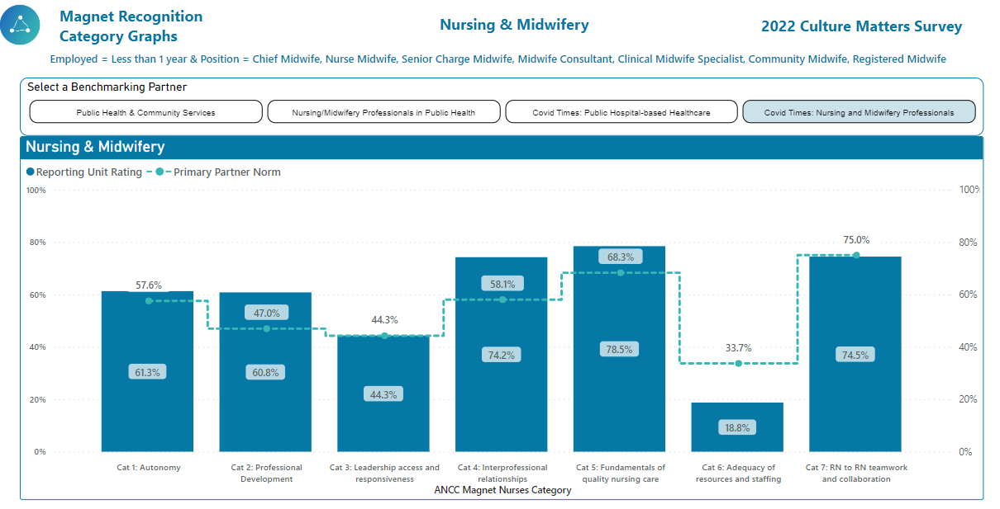 Magnet Recognition
Category Graphs
Nursing & Midwifery
2022 Culture Matters Survey
Employed = Less than 1 year & Position = Chief Midwife, Nurse Midwife, Senior Charge Midwife, Midwife Consultant, Clinical Midwife Specialist, Community Midwife, Registered Midwife
Select a Benchmarking Partner
Public Health & Community Services
Nursing/Midwifery Professionals in Public Health
Covid Times: Public Hospital-based Healthcare
Covid Times: Nursing and Midwifery Professionals
Nursing & Midwifery
Reporting Unit Rating
Primary Partner Norm
100%
80%
60%
40%
20%
0%
57.6%
47.0%
44.3%
58.1%
68.3%
33.7%
75.0%
61.3%
60.8%
44.3%
74.2%
78.5%
18.8%
74.5%
100%
80%
60%
40%
20%
0%
Cat 1: Autonomy
Cat 2: Professional
Development
Cat 3: Leadership access and
responsiveness
Cat 4: Interprofessional
relationships
Cat 5: Fundamentals of
quality nursing care
Cat 6: Adequacy of
resources and staffing
Cat 7: RN to RN teamwork
and collaboration
ANCC Magnet Nurses Category